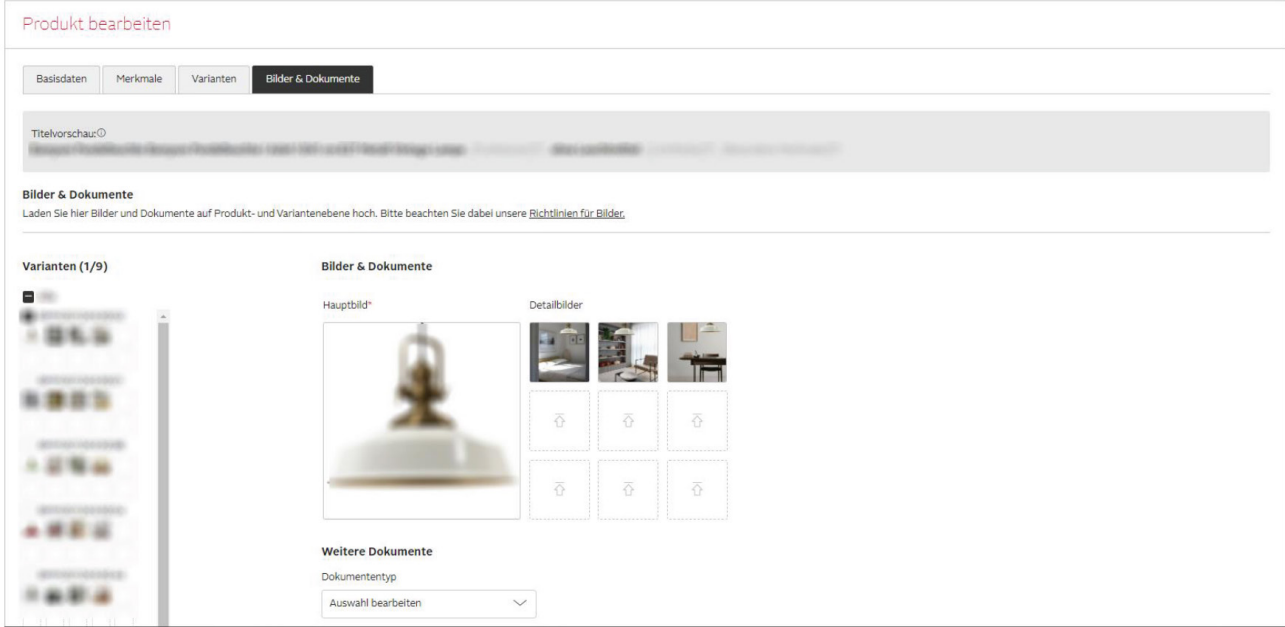 Produkt bearbeiten
Basisdaten Merkmale Varianten Bilder & Dokumente
Titelvorschau:
Bilder & Dokumente
Laden Sie hier Bilder und Dokumente auf Produkt- und Variantenebene hoch. Bitte beachten Sie dabei unsere Richtlinien für Bilder.
Varianten (1/9)
Bilder & Dokumente
Hauptbild*
Detailbilder
Weitere Dokumente
Dokumententyp
Auswahl bearbeiten